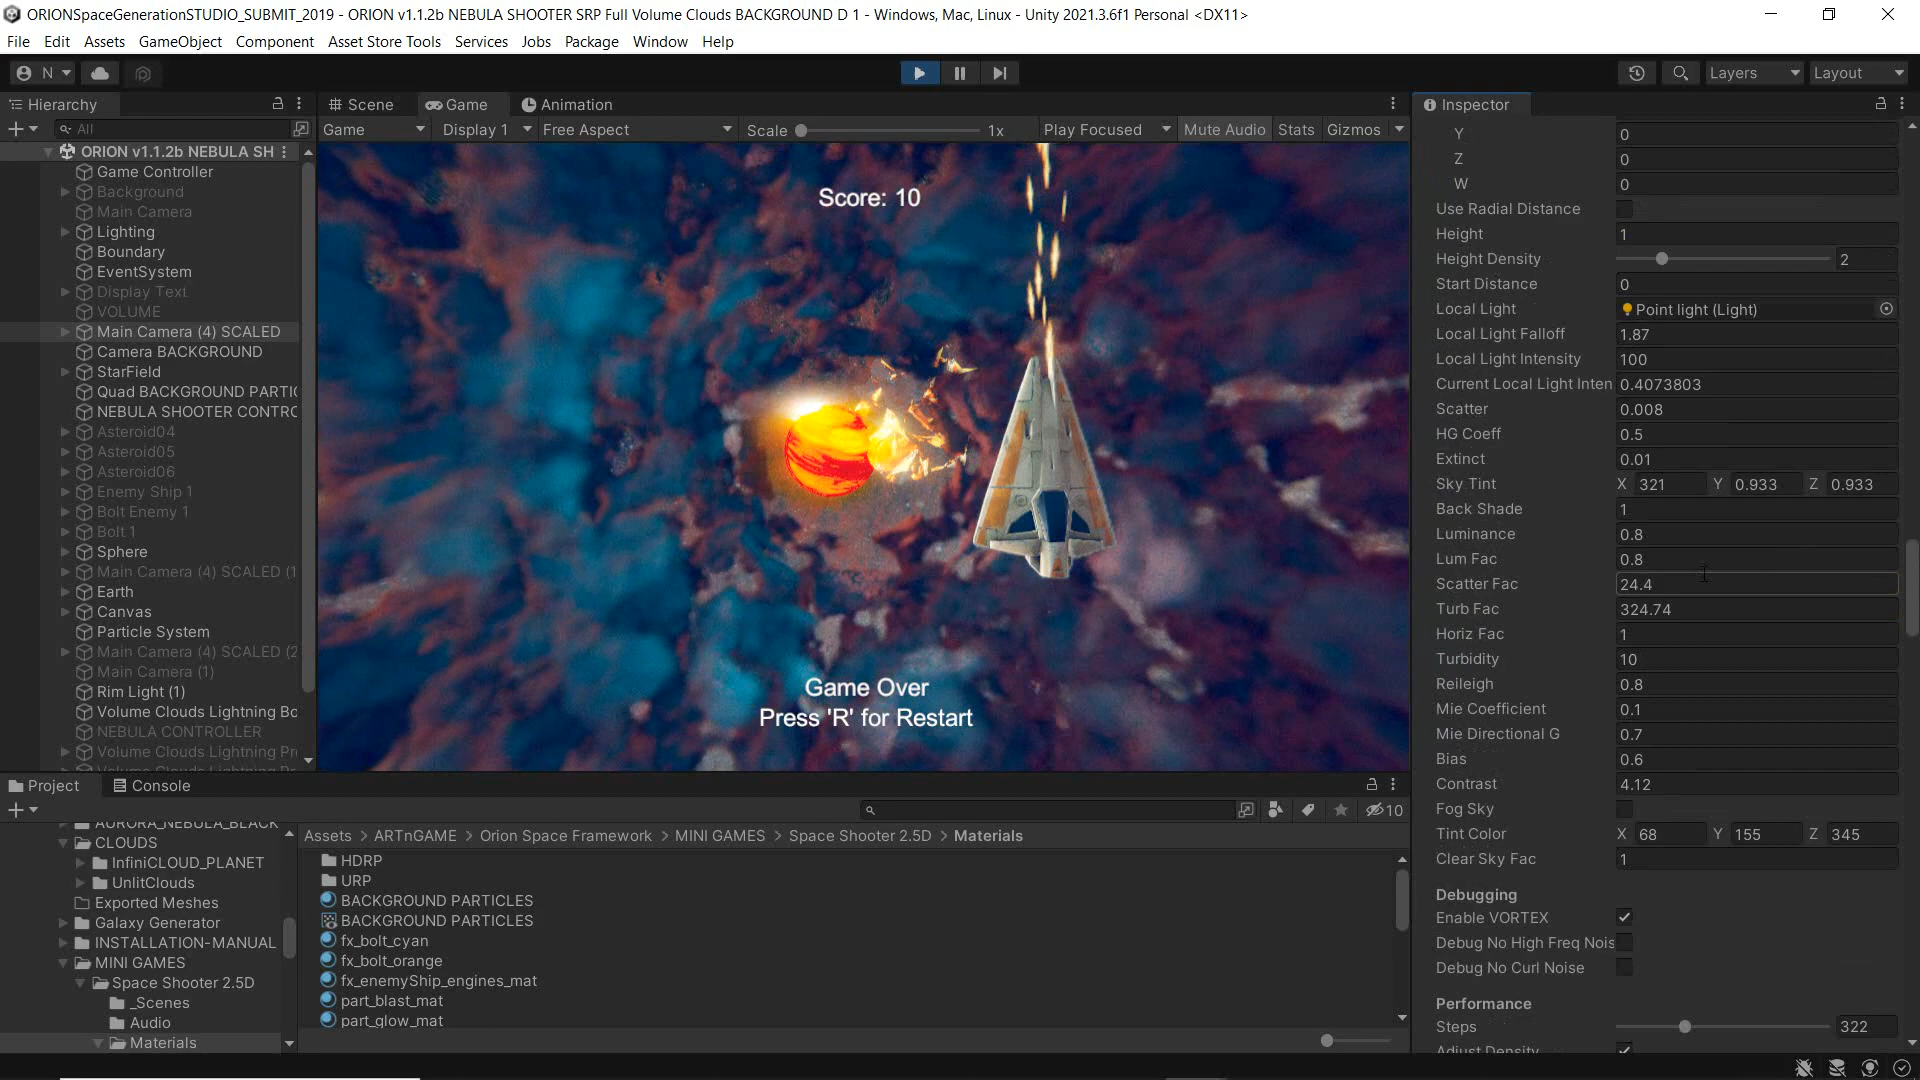 ORIONSpaceGenerationSTUDIO_SUBMIT_2019 - ORION v1.1.2b NEBULA SHOOTER SRP Full Volume Clouds BACKGROUND D 1 - Windows, Mac, Linux - Unity 2021.3.6f1 Personal <DX11>
File Edit Assets GameObject Component Asset Store Tools Services Jobs Package Window Help
N Layers Layout
Hierarchy
All
ORION v1.1.2b NEBULA SH
Game Controller
Background
Main Camera
Lighting
Boundary
EventSystem
Display Text
VOLUME
Main Camera (4) SCALED
Camera BACKGROUND
StarField
Quad BACKGROUND PARTIC
NEBULA SHOOTER CONTRO
Asteroid04
Asteroid05
Asteroid06
Enemy Ship 1
Bolt Enemy 1
Bolt 1
Sphere
Main Camera (4) SCALED (1
Earth
Canvas
Particle System
Main Camera (4) SCALED (2
Main Camera (1)
Rim Light (1)
Volume Clouds Lightning Bo
NEBULA CONTROLLER
Volume Clouds Lightning Pr
Scene Game Animation
Game Display 1 Free Aspect Scale 1x Play Focused Mute Audio Stats Gizmos
Score: 10
Game Over
Press 'R' for Restart
Inspector
Y 0
Z 0
W 0
Use Radial Distance
Height 1
Height Density 2
Start Distance 0
Local Light Point light (Light)
Local Light Falloff 1.87
Local Light Intensity 100
Current Local Light Inten 0.4073803
Scatter 0.008
HG Coeff 0.5
Extinct 0.01
Sky Tint X 321 Y 0.933 Z 0.933
Back Shade 1
Luminance 0.8
Lum Fac 0.8
Scatter Fac 24.4
Turb Fac 324.74
Horiz Fac 1
Turbidity 10
Reileigh 0.8
Mie Coefficient 0.1
Mie Directional G 0.7
Bias 0.6
Contrast 4.12
Fog Sky
Tint Color X 68 Y 155 Z 345
Clear Sky Fac 1
Debugging
Enable VORTEX
Debug No High Freq Nois
Debug No Curl Noise
Performance
Steps 322
Adjust Density
Project Console
10
AURORA_NEBULA_BLACK
CLOUDS
InfiniCLOUD_PLANET
UnlitClouds
Exported Meshes
Galaxy Generator
INSTALLATION-MANUAL
MINI GAMES
Space Shooter 2.5D
_Scenes
Audio
Materials
Assets > ARTnGAME > Orion Space Framework > MINI GAMES > Space Shooter 2.5D > Materials
HDRP
URP
BACKGROUND PARTICLES
BACKGROUND PARTICLES
fx_bolt_cyan
fx_bolt_orange
fx_enemyShip_engines_mat
part_blast_mat
part_glow_mat